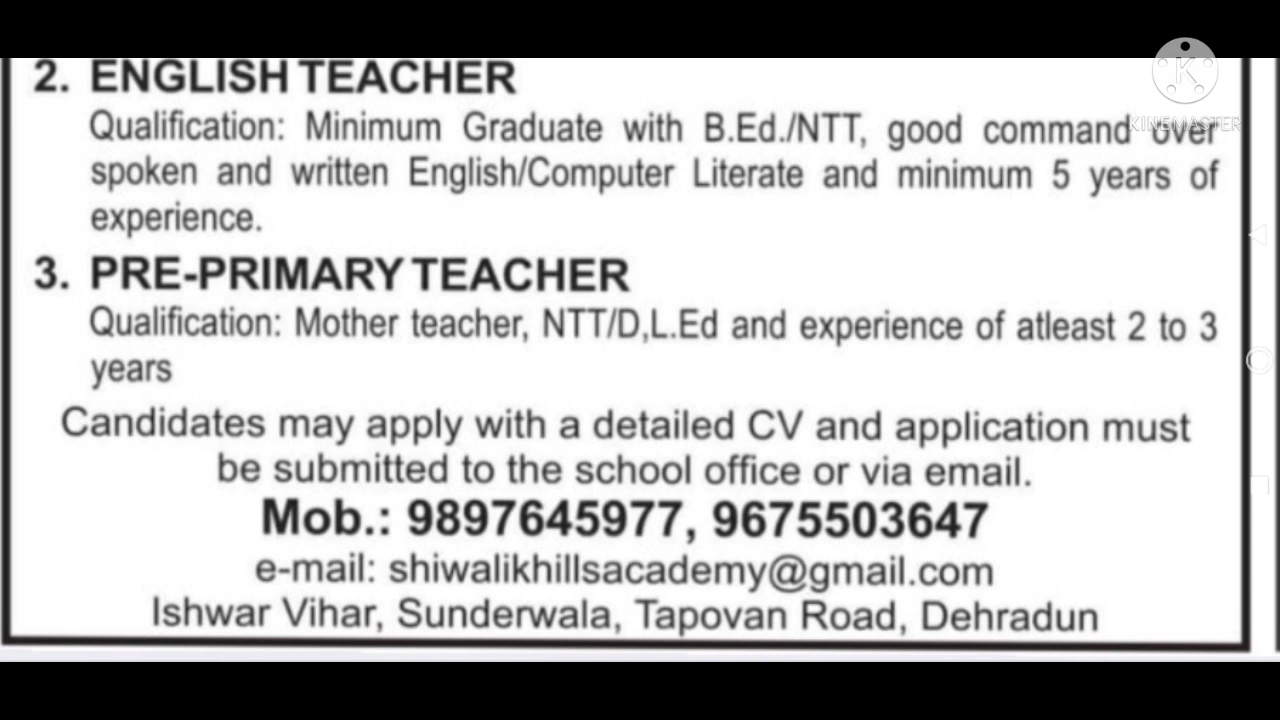 2. ENGLISH TEACHER
Qualification: Minimum Graduate with B.Ed./NTT, good command over
spoken and written English/Computer Literate and minimum 5 years of
experience.
3. PRE-PRIMARY TEACHER
Qualification: Mother teacher, NTT/D,L.Ed and experience of atleast 2 to 3
years
Candidates may apply with a detailed CV and application must
be submitted to the school office or via email.
Mob.: 9897645977, 9675503647
e-mail: shiwalikhillsacademy@gmail.com
Ishwar Vihar, Sunderwala, Tapovan Road, Dehradun
K
KINEMASTER